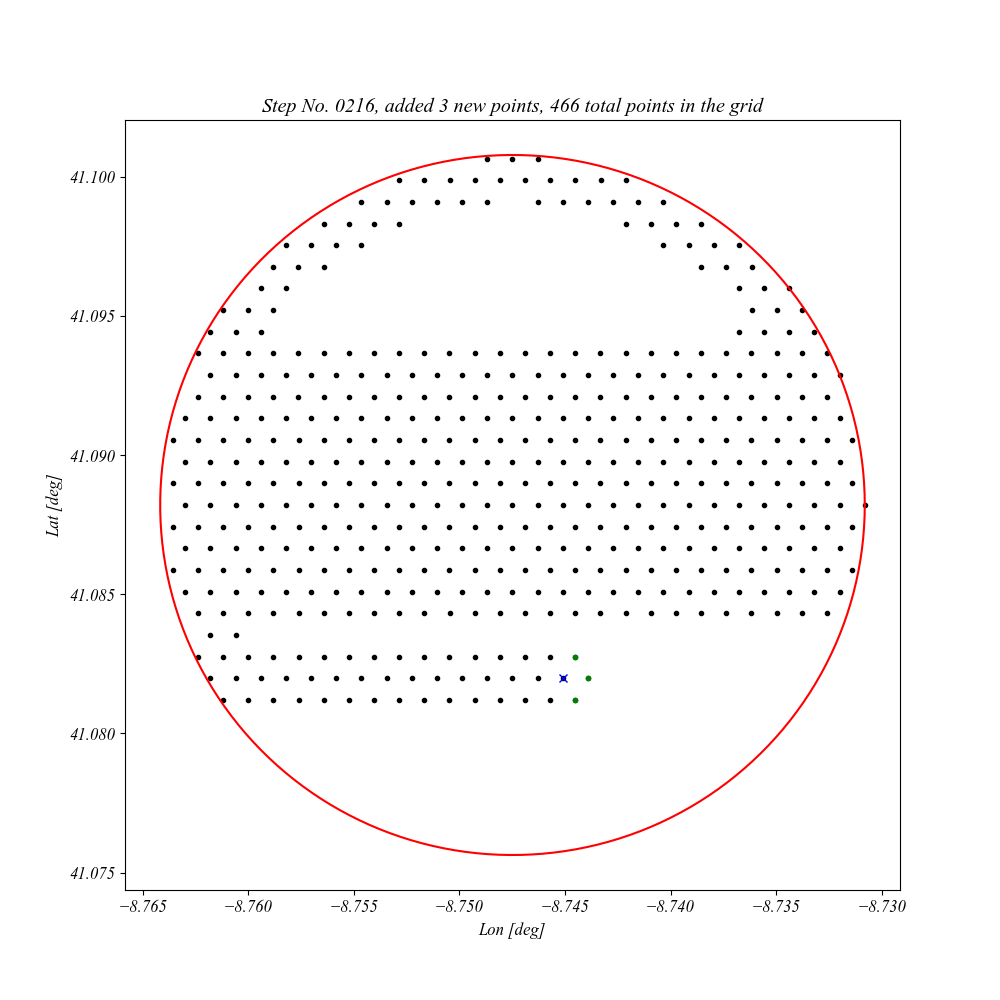 Step No. 0216, added 3 new points, 466 total points in the grid
41.100
41.095
41.090
41.085
41.080
41.075
Lat [deg]
−8.765 −8.760 −8.755 −8.750 −8.745 −8.740 −8.735 −8.730
Lon [deg]